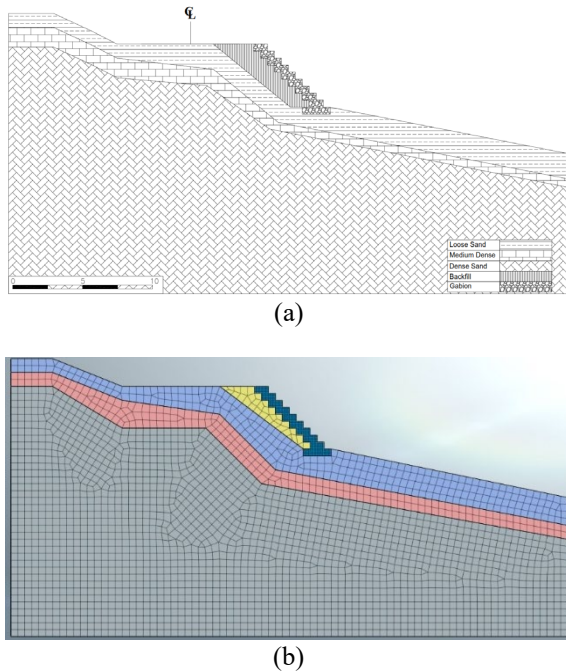 ℄
Loose Sand
Medium Dense
Dense Sand
Backfill
Gabion
0 5 10
(a)
(b)